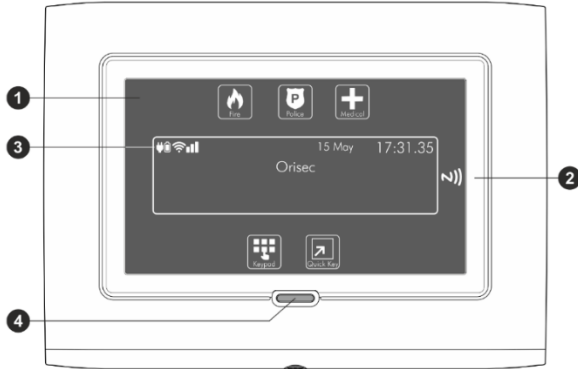 1
Fire
P
Police
Medical
3
15 May 17:31.35
Orisec
2
Keypad
Quick Key
4